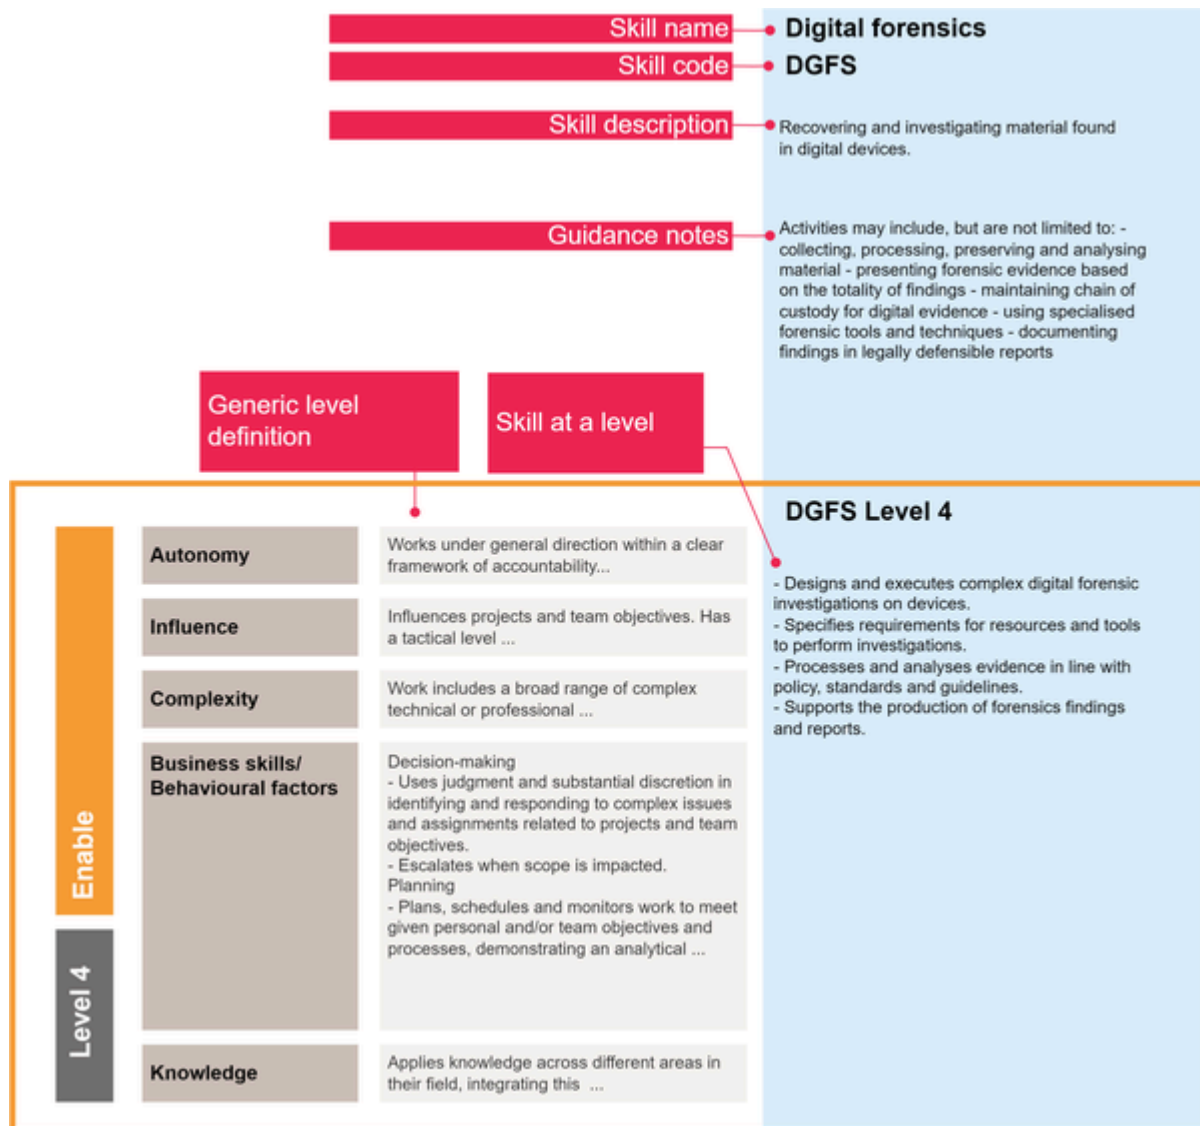 Skill name
Digital forensics
Skill code
DGFS
Skill description
Recovering and investigating material found
in digital devices.
Guidance notes
Activities may include, but are not limited to: -
collecting, processing, preserving and analysing
material - presenting forensic evidence based
on the totality of findings - maintaining chain of
custody for digital evidence - using specialised
forensic tools and techniques - documenting
findings in legally defensible reports
Generic level
definition
Skill at a level
Enable
Level 4
Autonomy
Works under general direction within a clear
framework of accountability...
Influence
Influences projects and team objectives. Has
a tactical level ...
Complexity
Work includes a broad range of complex
technical or professional ...
Business skills/
Behavioural factors
Decision-making
- Uses judgment and substantial discretion in
identifying and responding to complex issues
and assignments related to projects and team
objectives.
- Escalates when scope is impacted.
Planning
- Plans, schedules and monitors work to meet
given personal and/or team objectives and
processes, demonstrating an analytical ...
Knowledge
Applies knowledge across different areas in
their field, integrating this ...
DGFS Level 4
- Designs and executes complex digital forensic
investigations on devices.
- Specifies requirements for resources and tools
to perform investigations.
- Processes and analyses evidence in line with
policy, standards and guidelines.
- Supports the production of forensics findings
and reports.